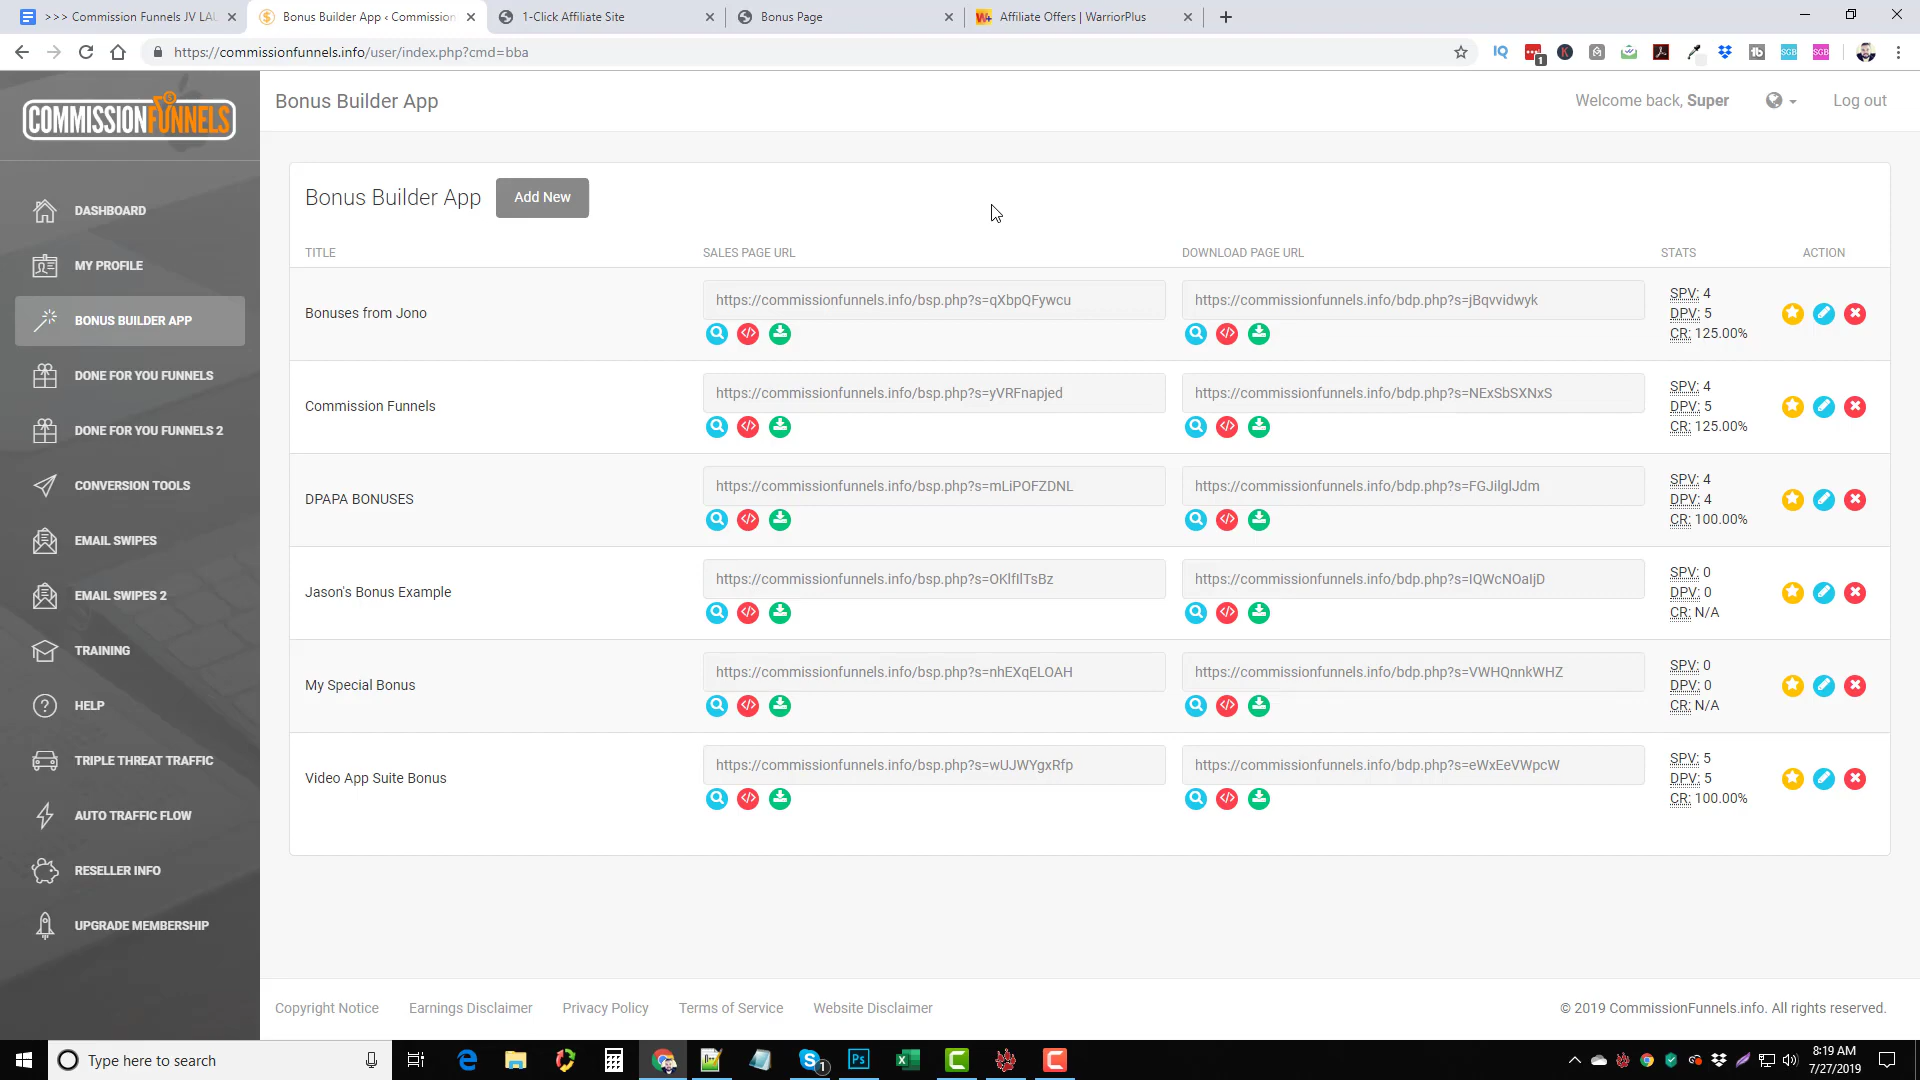 >>> Commission Funnels JV LAU
Bonus Builder App ‹ Commission
1-Click Affiliate Site
Bonus Page
Affiliate Offers | WarriorPlus
https://commissionfunnels.info/user/index.php?cmd=bba
COMMISSIONFUNNELS
Bonus Builder App
Welcome back, Super
Log out
DASHBOARD
MY PROFILE
BONUS BUILDER APP
DONE FOR YOU FUNNELS
DONE FOR YOU FUNNELS 2
CONVERSION TOOLS
EMAIL SWIPES
EMAIL SWIPES 2
TRAINING
HELP
TRIPLE THREAT TRAFFIC
AUTO TRAFFIC FLOW
RESELLER INFO
UPGRADE MEMBERSHIP
Bonus Builder App
Add New
TITLE SALES PAGE URL DOWNLOAD PAGE URL STATS ACTION
Bonuses from Jono
https://commissionfunnels.info/bsp.php?s=qXbpQFywcu
https://commissionfunnels.info/bdp.php?s=jBqvvidwyk
SPV: 4
DPV: 5
CR: 125.00%
Commission Funnels
https://commissionfunnels.info/bsp.php?s=yVRFnapjed
https://commissionfunnels.info/bdp.php?s=NExSbSXNxS
SPV: 4
DPV: 5
CR: 125.00%
DPAPA BONUSES
https://commissionfunnels.info/bsp.php?s=mLiPOFZDNL
https://commissionfunnels.info/bdp.php?s=FGJilglJdm
SPV: 4
DPV: 4
CR: 100.00%
Jason's Bonus Example
https://commissionfunnels.info/bsp.php?s=OKlfIlTsBz
https://commissionfunnels.info/bdp.php?s=IQWcNOaIjD
SPV: 0
DPV: 0
CR: N/A
My Special Bonus
https://commissionfunnels.info/bsp.php?s=nhEXqELOAH
https://commissionfunnels.info/bdp.php?s=VWHQnnkWHZ
SPV: 0
DPV: 0
CR: N/A
Video App Suite Bonus
https://commissionfunnels.info/bsp.php?s=wUJWYgxRfp
https://commissionfunnels.info/bdp.php?s=eWxEeVWpcW
SPV: 5
DPV: 5
CR: 100.00%
Copyright Notice Earnings Disclaimer Privacy Policy Terms of Service Website Disclaimer
© 2019 CommissionFunnels.info. All rights reserved.
Type here to search
8:19 AM
7/27/2019